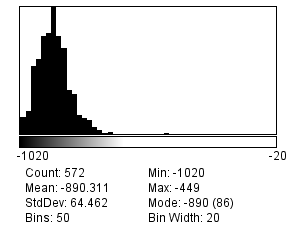 -1020 -20
Count: 572 Min: -1020
Mean: -890.311 Max: -449
StdDev: 64.462 Mode: -890 (86)
Bins: 50 Bin Width: 20